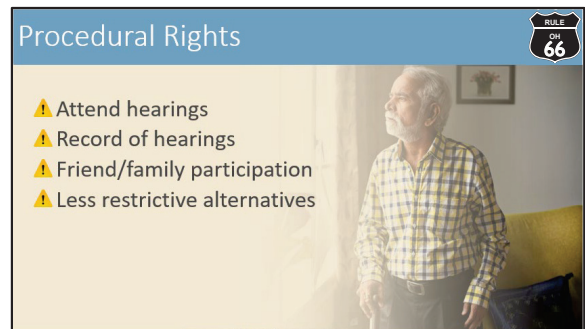 Procedural Rights
RULE
OH
66
Attend hearings
Record of hearings
Friend/family participation
Less restrictive alternatives